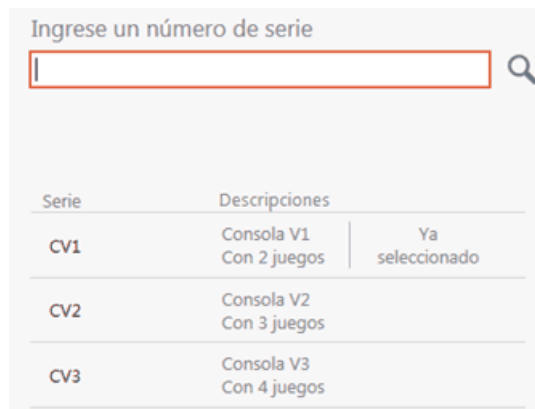 Ingrese un número de serie
Serie Descripciones
CV1 Consola V1 Con 2 juegos Ya seleccionado
CV2 Consola V2 Con 3 juegos
CV3 Consola V3 Con 4 juegos